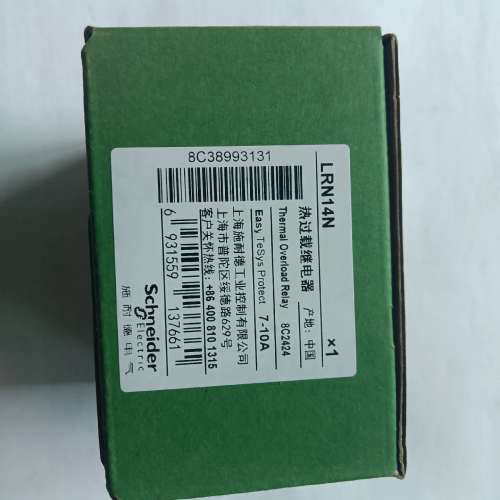 8C38993131
LRN14N
×1
热过载继电器
产地: 中国
Thermal Overload Relay
8C2424
Easy TeSys Protect
7-10A
上海施耐德工业控制有限公司
上海市普陀区绥德路629号
客户关怀热线: +86 400 810 1315
6 931559 137661
Schneider
Electric
施耐德电气